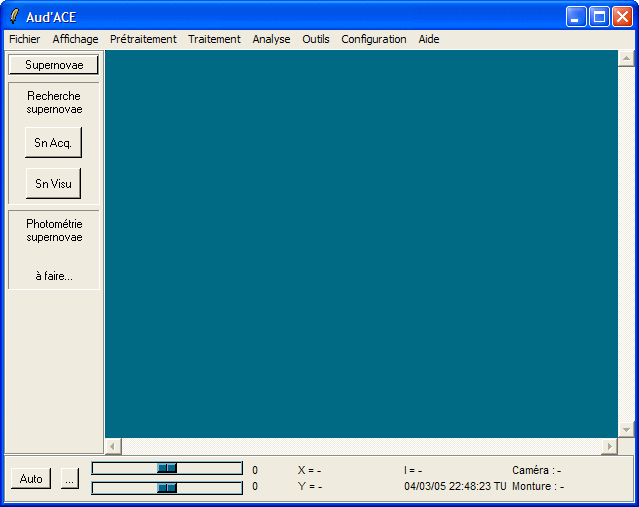 Aud'ACE
Fichier Affichage Prétraitement Traitement Analyse Outils Configuration Aide
Supernovae
Recherche
supernovae
Sn Acq.
Sn Visu
Photométrie
supernovae
à faire...
Auto ... 0 X = - I = - Caméra : -
0 Y = - 04/03/05 22:48:23 TU Monture : -